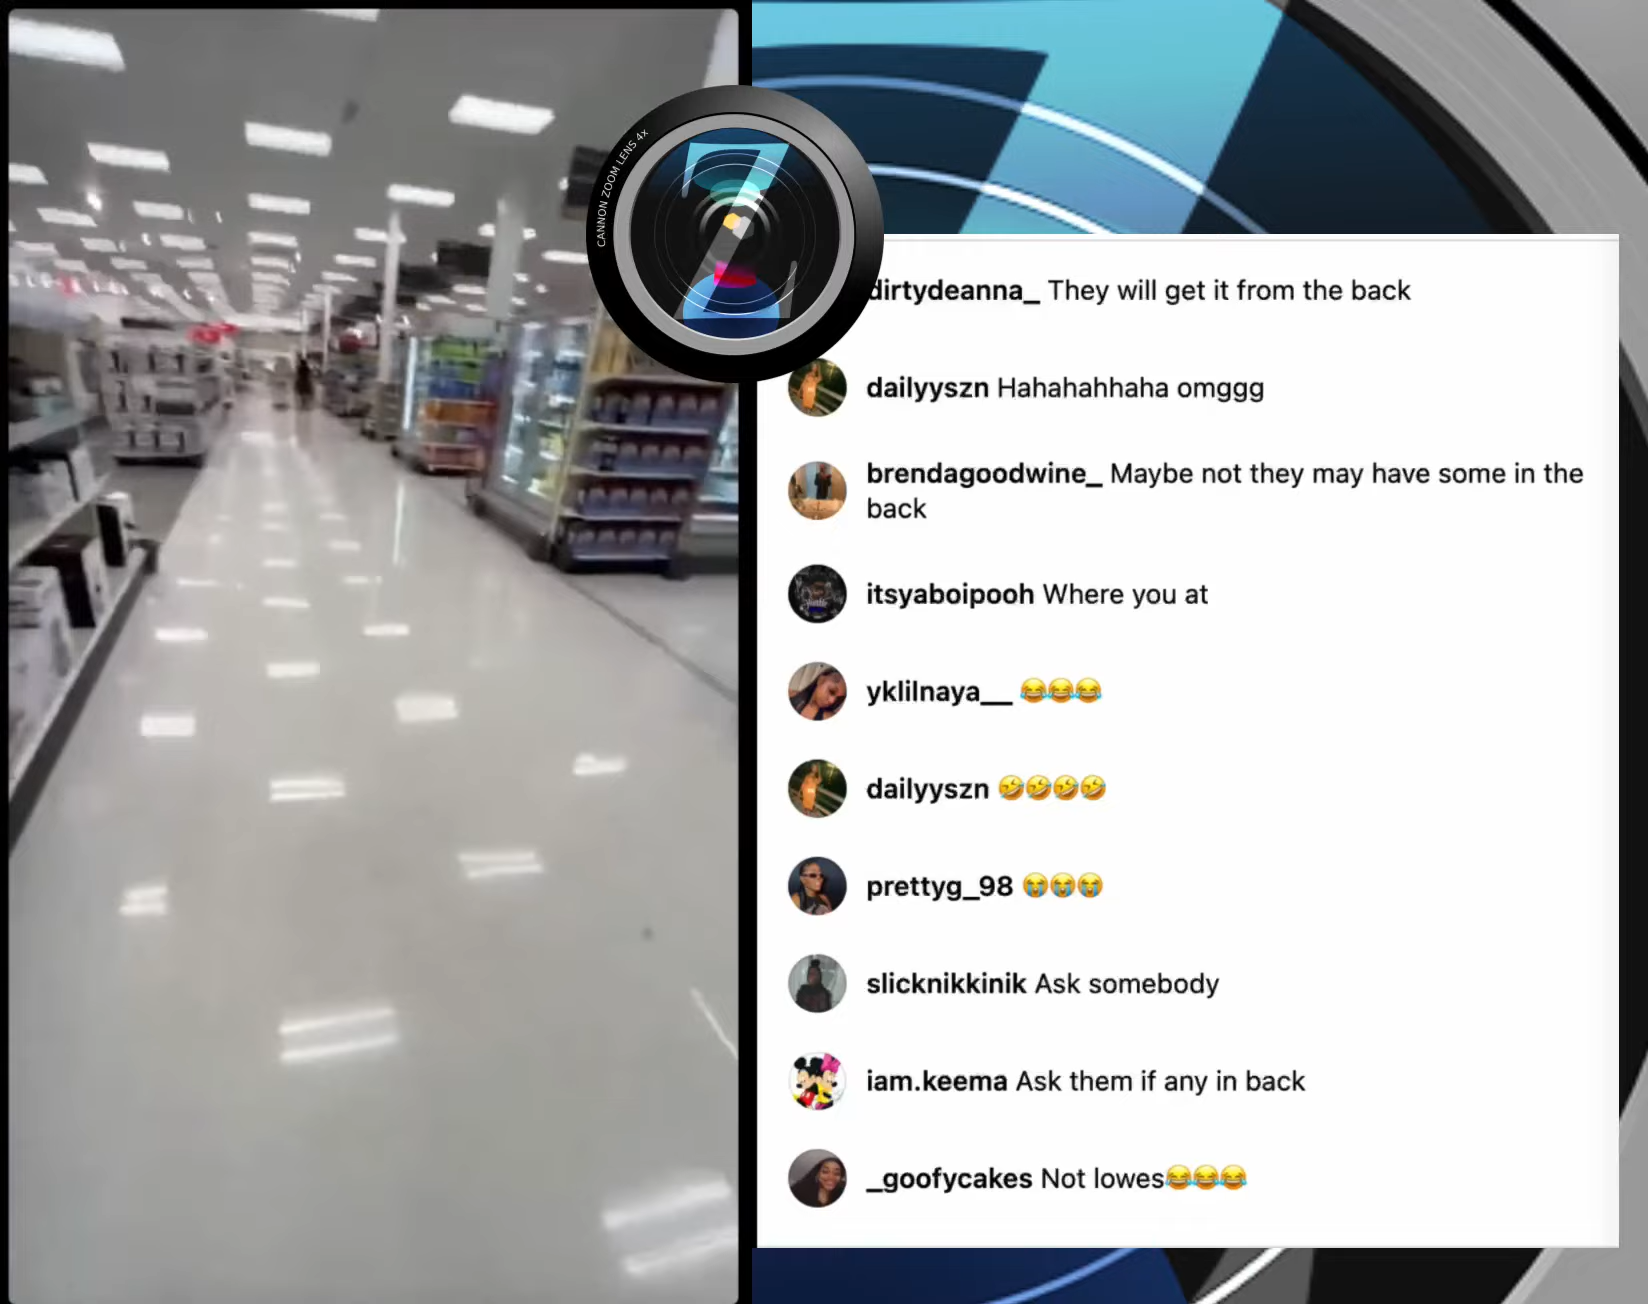 CANNON ZOOM LENS 4x
dirtydeanna_ They will get it from the back
dailyyszn Hahahahhaha omggg
brendagoodwine_ Maybe not they may have some in the
back
itsyaboipooh Where you at
yklilnaya__ 😂😂😂
dailyyszn 🤣🤣🤣🤣
prettyg_98 😭😭😭
slicknikkinik Ask somebody
iam.keema Ask them if any in back
_goofycakes Not lowes😂😂😂